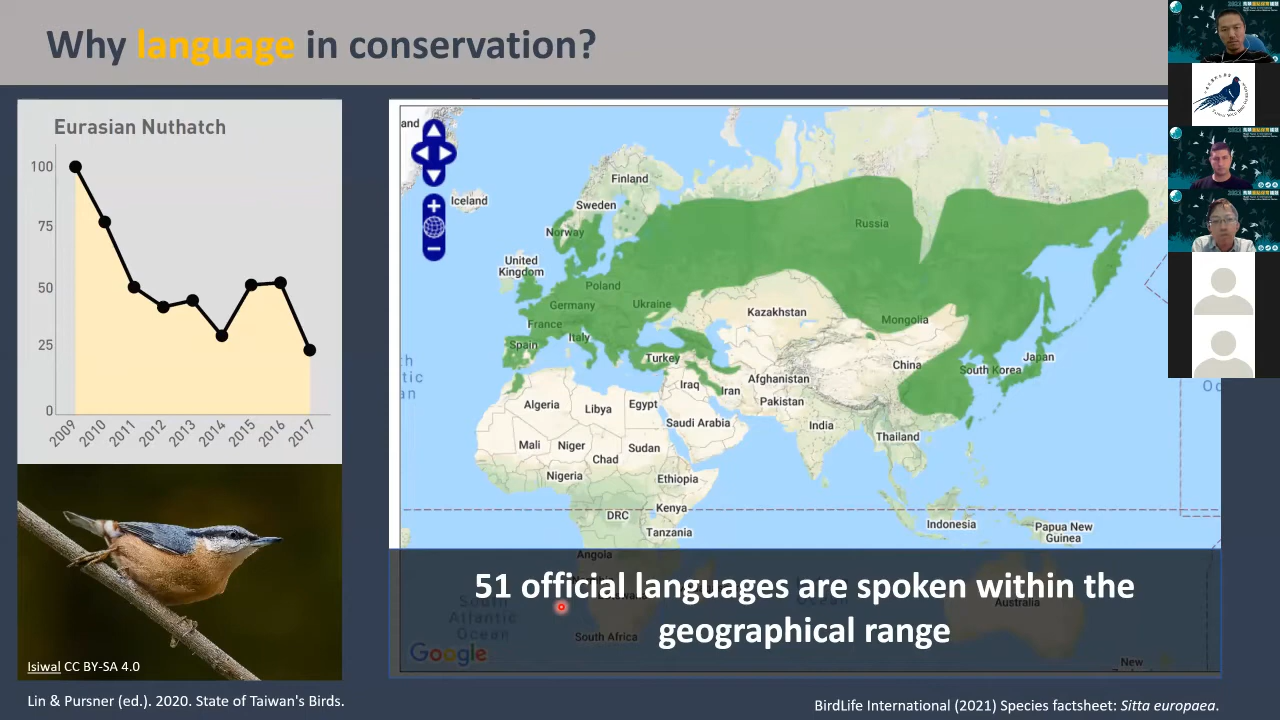 Why language in conservation?
Eurasian Nuthatch
100
75
50
25
0
2009
2010
2011
2012
2013
2014
2015
2016
2017
and
Iceland
Finland
Sweden
Norway
Russia
United
Kingdom
Poland
Germany
Ukraine
France
Italy
Spain
Turkey
Kazakhstan
Mongolia
China
South Korea
Japan
Iraq
Iran
Afghanistan
Pakistan
Algeria
Libya
Egypt
Saudi Arabia
India
Thailand
Mali
Niger
Chad
Sudan
Nigeria
Ethiopia
DRC
Kenya
Tanzania
Indonesia
Papua New
Guinea
Angola
51 official languages are spoken within the
geographical range
South
Atlantic
Ocean
Australia
South Africa
New
Google
Isiwal CC BY-SA 4.0
Lin & Pursner (ed.). 2020. State of Taiwan's Birds.
BirdLife International (2021) Species factsheet: Sitta europaea.